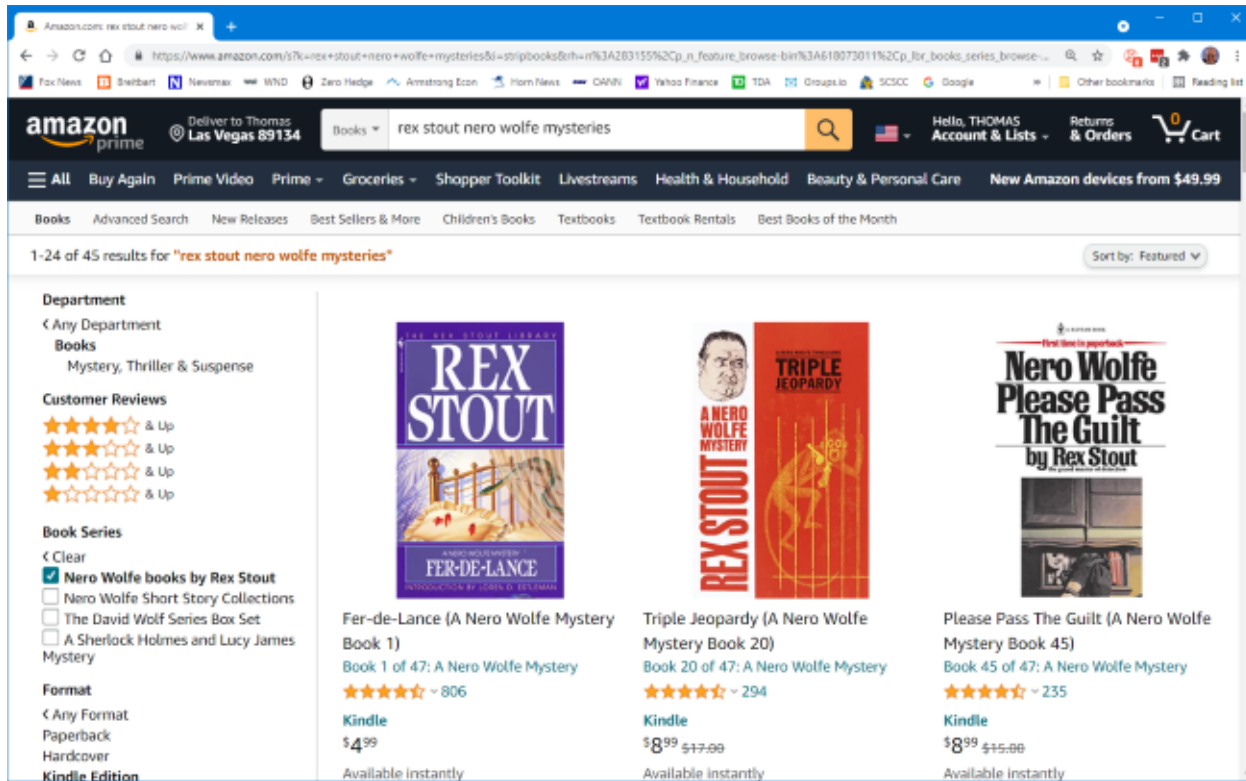 Amazon.com: rex stout nero wolf
https://www.amazon.com/s?k=rex+stout+nero+wolfe+mysteries&i=stripbooks&rh=n%3A283155%2Cp_n_feature_browse-bin%3A618073011%2Cp_lbr_books_series_browse-...
Fox News Breitbart Newsmax WND Zero Hedge Armstrong Econ Horn News OANN Yahoo Finance TDA Groups.io SCSCC Google » Other bookmarks Reading list
amazon prime
Deliver to Thomas
Las Vegas 89134
Books
rex stout nero wolfe mysteries
Hello, THOMAS
Account & Lists
Returns
& Orders
0
Cart
All Buy Again Prime Video Prime Groceries Shopper Toolkit Livestreams Health & Household Beauty & Personal Care New Amazon devices from $49.99
Books Advanced Search New Releases Best Sellers & More Children's Books Textbooks Textbook Rentals Best Books of the Month
1-24 of 45 results for "rex stout nero wolfe mysteries"
Sort by: Featured
Department
Any Department
Books
Mystery, Thriller & Suspense
Customer Reviews
& Up
& Up
& Up
& Up
Book Series
Clear
Nero Wolfe books by Rex Stout
Nero Wolfe Short Story Collections
The David Wolf Series Box Set
A Sherlock Holmes and Lucy James
Mystery
Format
Any Format
Paperback
Hardcover
Kindle Edition
THE REX STOUT LIBRARY
REX
STOUT
A NERO WOLFE MYSTERY
FER-DE-LANCE
INTRODUCTION BY LOREN D. ESTLEMAN
Fer-de-Lance (A Nero Wolfe Mystery
Book 1)
Book 1 of 47: A Nero Wolfe Mystery
806
Kindle
$4.99
Available instantly
A NERO
WOLFE
MYSTERY
REX STOUT
TRIPLE
JEOPARDY
Triple Jeopardy (A Nero Wolfe
Mystery Book 20)
Book 20 of 47: A Nero Wolfe Mystery
294
Kindle
$8.99 $17.00
Available instantly
First time in paperback
Nero Wolfe
Please Pass
The Guilt
by Rex Stout
Please Pass The Guilt (A Nero Wolfe
Mystery Book 45)
Book 45 of 47: A Nero Wolfe Mystery
235
Kindle
$8.99 $15.00
Available instantly